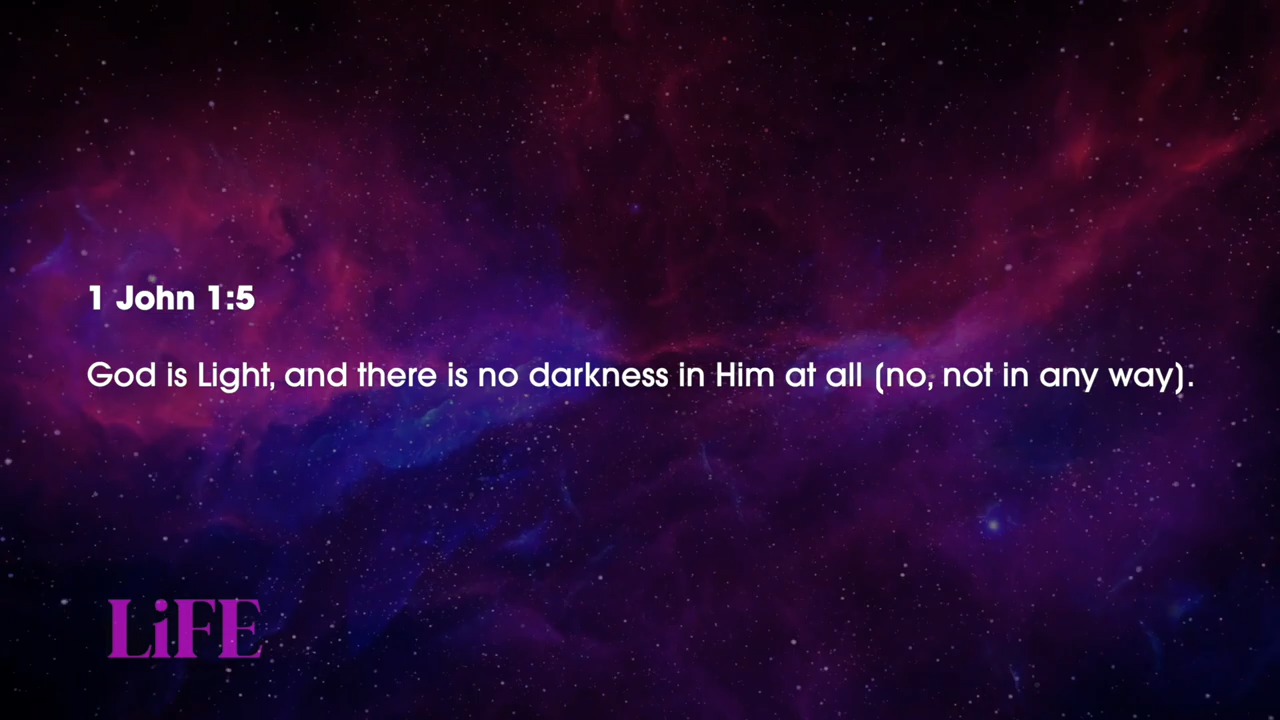 1 John 1:5
God is Light, and there is no darkness in Him at all (no, not in any way).
LiFE